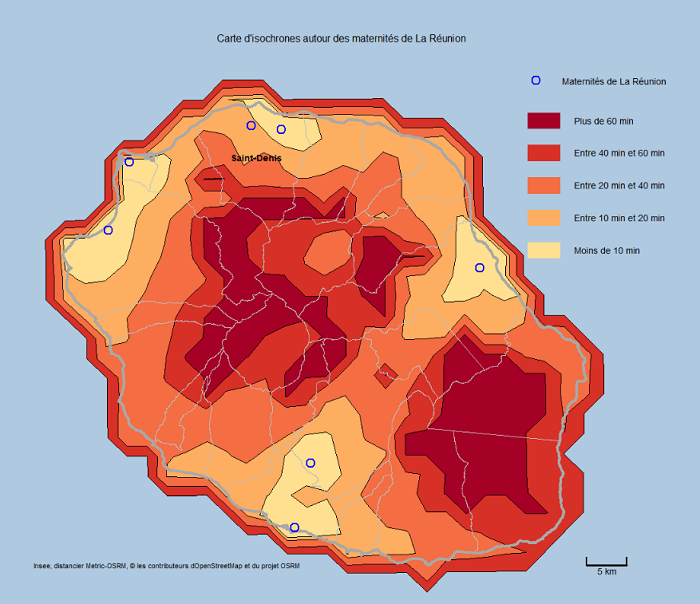 Carte d'isochrones autour des maternités de La Réunion
Maternités de La Réunion
Plus de 60 min
Entre 40 min et 60 min
Entre 20 min et 40 min
Entre 10 min et 20 min
Moins de 10 min
Saint-Denis
Insee, distancier Metric-OSRM, © les contributeurs dOpenStreetMap et du projet OSRM
5 km